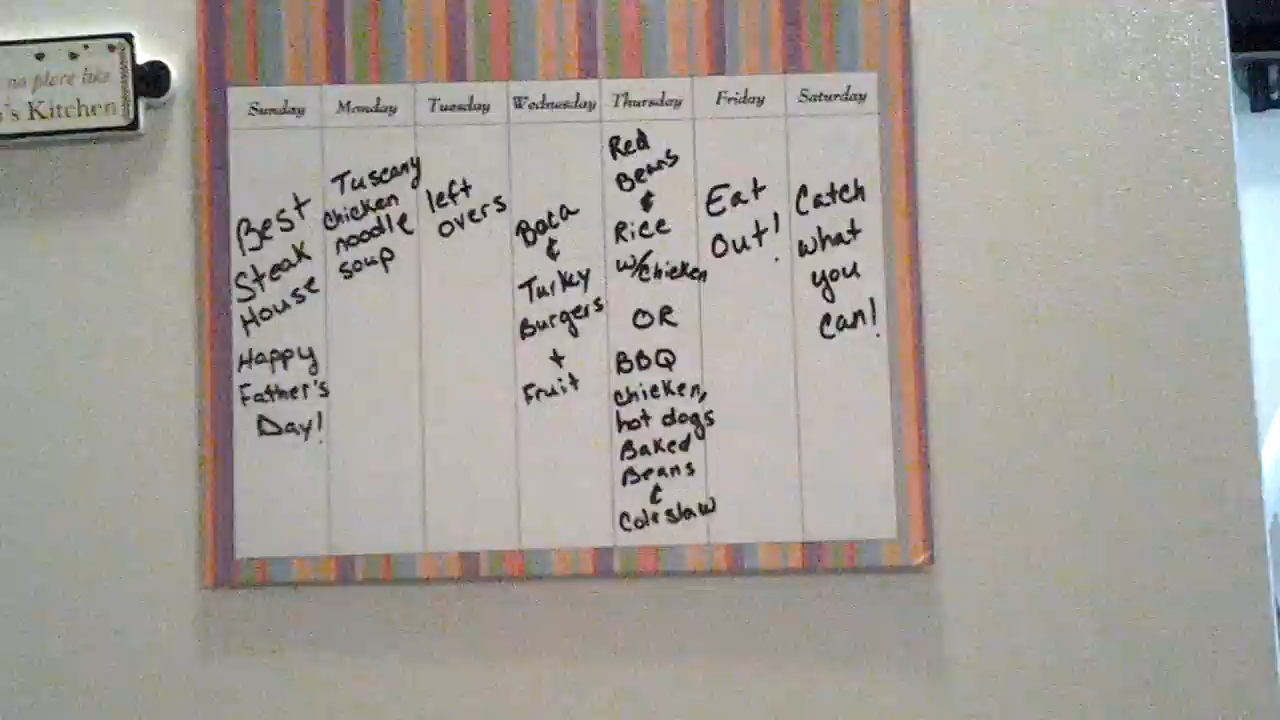 no place like
's Kitchen
Sunday Monday Tuesday Wednesday Thursday Friday Saturday
Best
Steak
House
Happy
Father's
Day!
Tuscany
chicken
noodle
soup
left
overs
Boca
&
Turkey
Burgers
+
Fruit
Red
Beans
&
Rice
w/chicken
OR
BBQ
chicken,
hot dogs
Baked
Beans
&
Coleslaw
Eat
Out!
Catch
what
you
can!